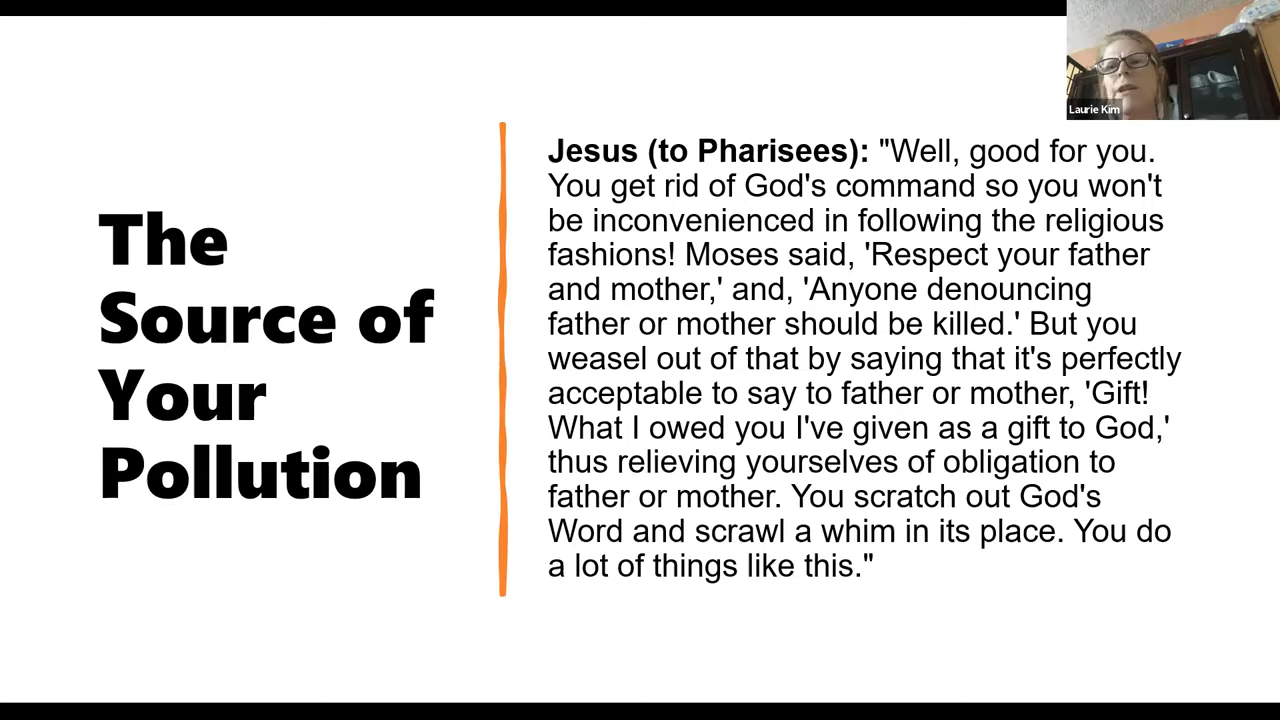 Laurie Kim
The
Source of
Your
Pollution
Jesus (to Pharisees): "Well, good for you.
You get rid of God's command so you won't
be inconvenienced in following the religious
fashions! Moses said, 'Respect your father
and mother,' and, 'Anyone denouncing
father or mother should be killed.' But you
weasel out of that by saying that it's perfectly
acceptable to say to father or mother, 'Gift!
What I owed you I've given as a gift to God,'
thus relieving yourselves of obligation to
father or mother. You scratch out God's
Word and scrawl a whim in its place. You do
a lot of things like this."